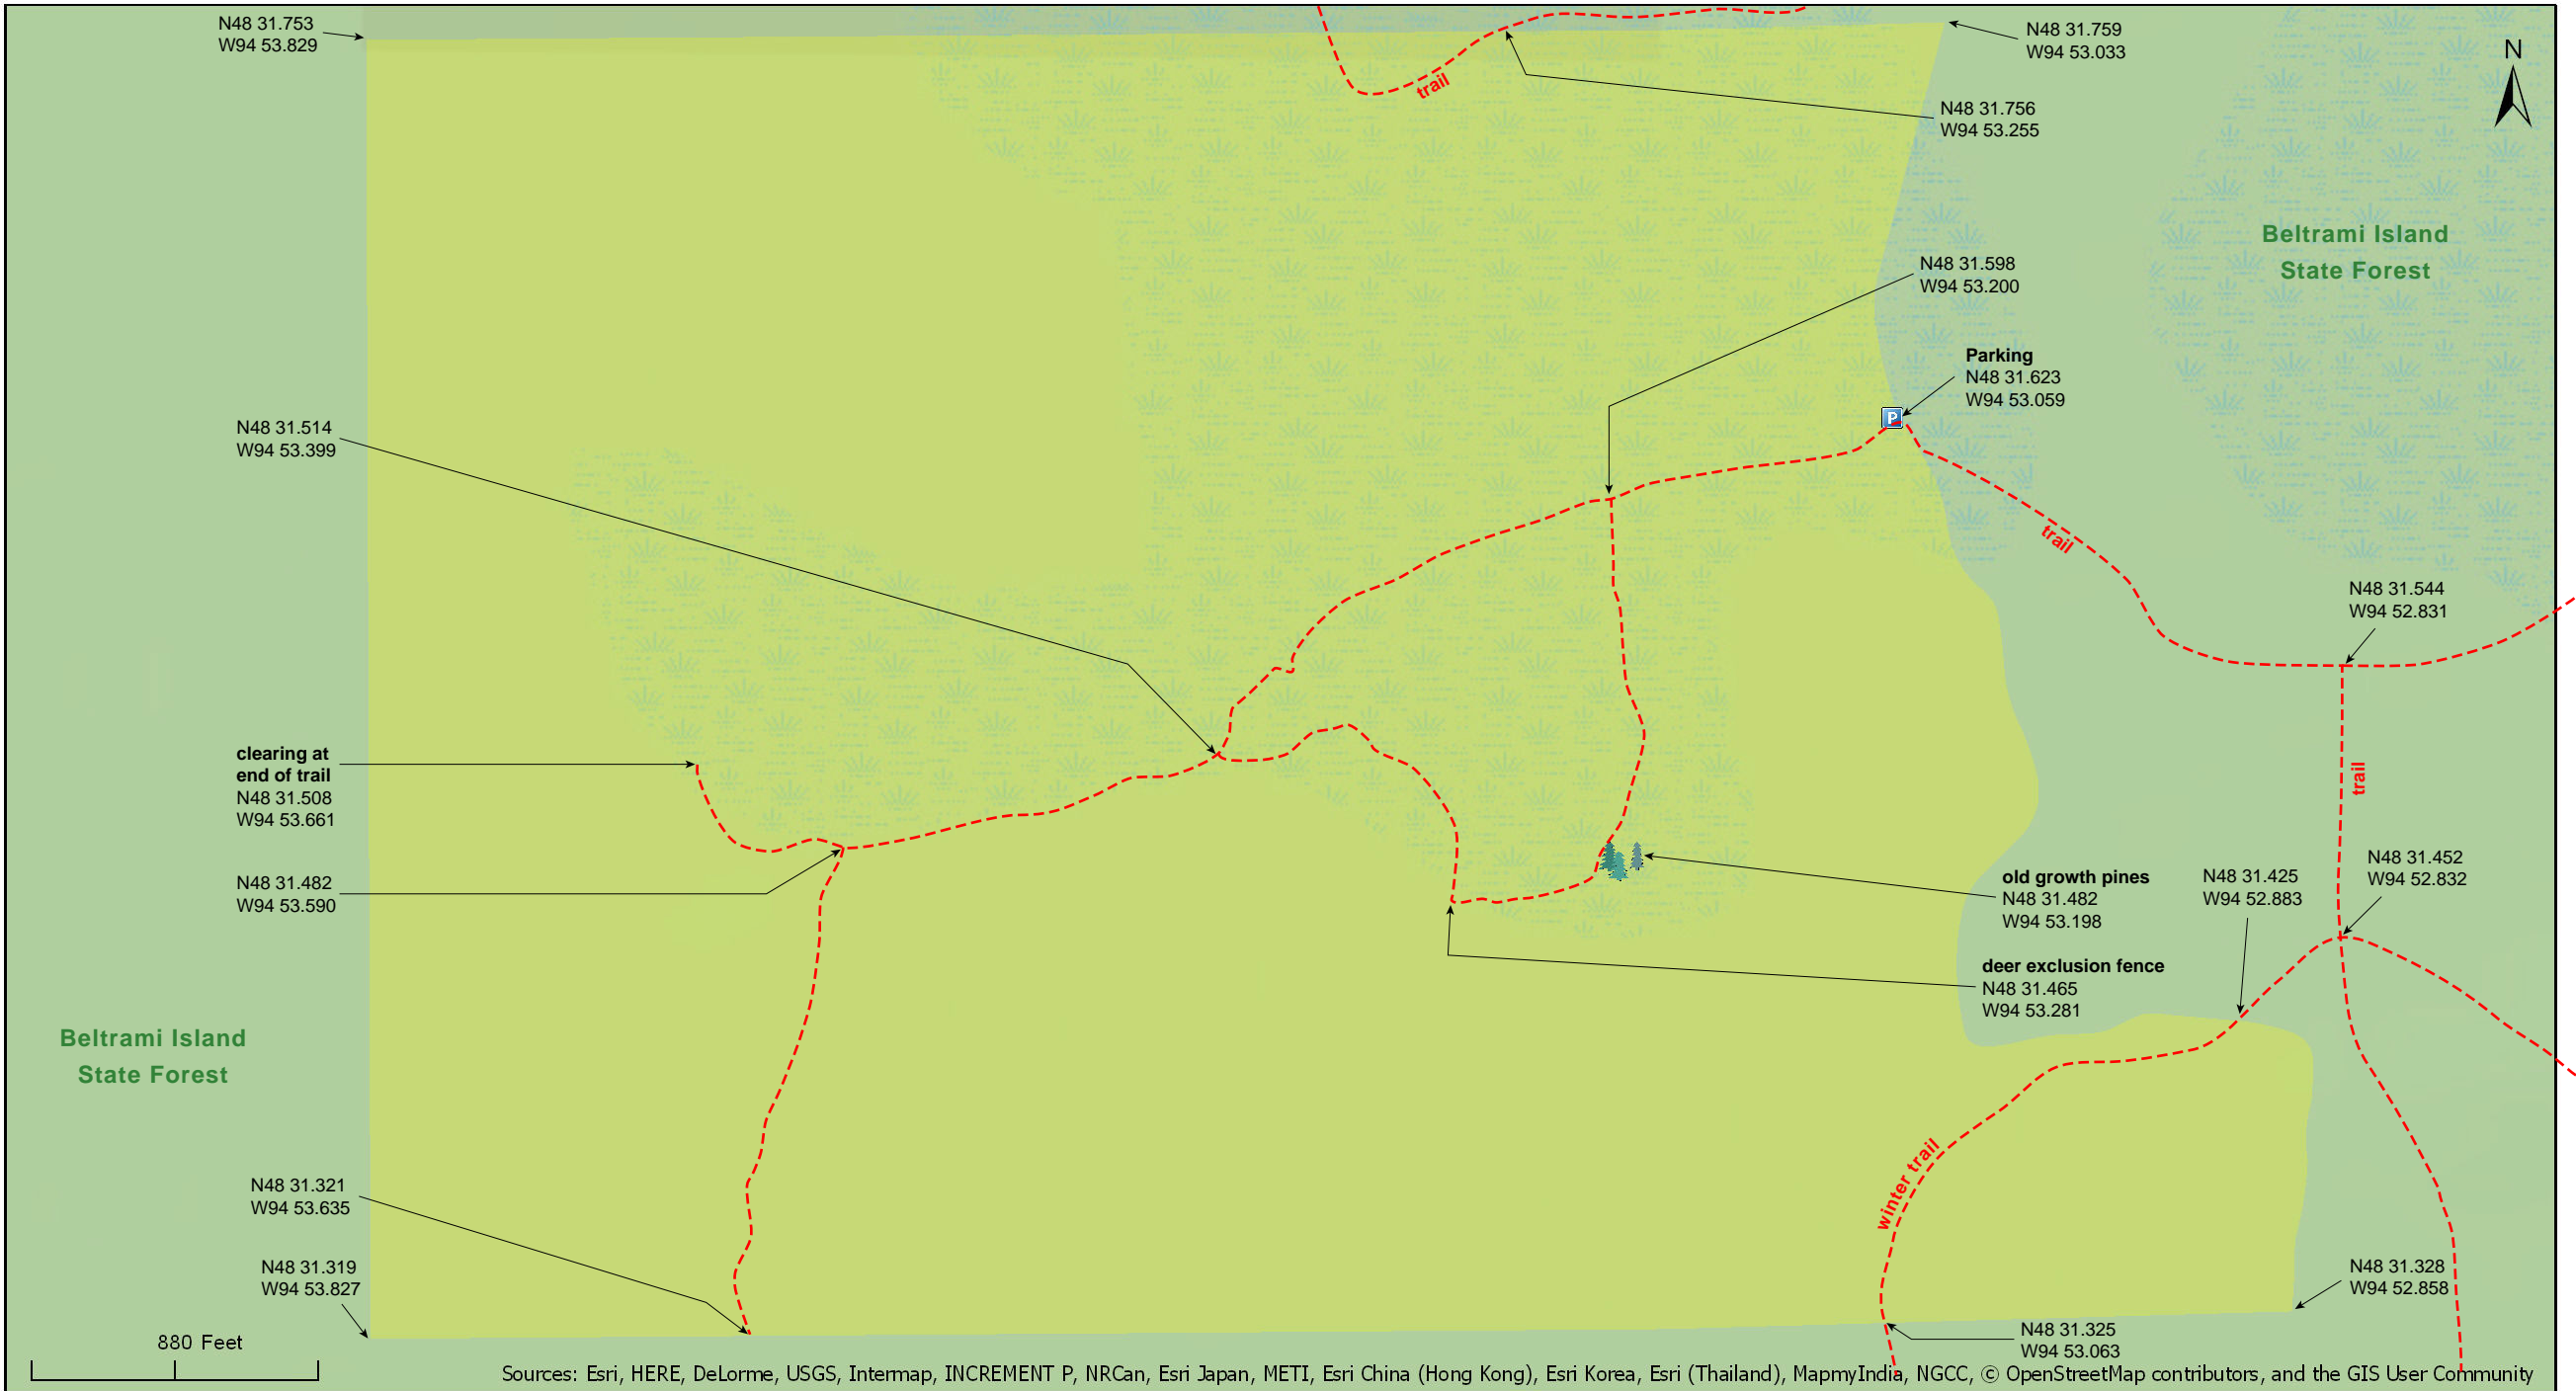 N48 31.753
W94 53.829
N48 31.759
W94 53.033
N
trail
N48 31.756
W94 53.255
Beltrami Island
State Forest
N48 31.598
W94 53.200
Parking
N48 31.623
W94 53.059
P
N48 31.514
W94 53.399
trail
N48 31.544
W94 52.831
clearing at
end of trail
N48 31.508
W94 53.661
trail
N48 31.482
W94 53.590
old growth pines
N48 31.482
W94 53.198
N48 31.425
W94 52.883
N48 31.452
W94 52.832
deer exclusion fence
N48 31.465
W94 53.281
Beltrami Island
State Forest
winter trail
N48 31.321
W94 53.635
N48 31.319
W94 53.827
N48 31.328
W94 52.858
N48 31.325
W94 53.063
880 Feet
Sources: Esri, HERE, DeLorme, USGS, Intermap, INCREMENT P, NRCan, Esri Japan, METI, Esri China (Hong Kong), Esri Korea, Esri (Thailand), MapmyIndia, NGCC, © OpenStreetMap contributors, and the GIS User Community